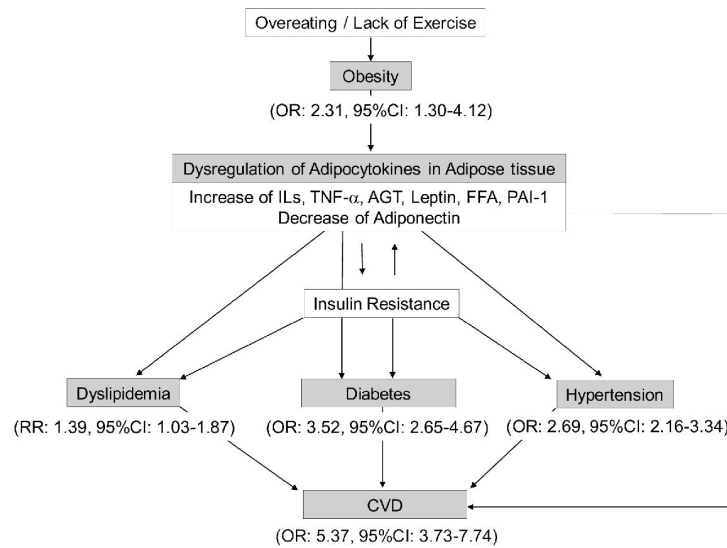 Overeating / Lack of Exercise
Obesity
(OR: 2.31, 95%CI: 1.30-4.12)
Dysregulation of Adipocytokines in Adipose tissue
Increase of ILs, TNF-α, AGT, Leptin, FFA, PAI-1
Decrease of Adiponectin
Insulin Resistance
Dyslipidemia
(RR: 1.39, 95%CI: 1.03-1.87)
Diabetes
(OR: 3.52, 95%CI: 2.65-4.67)
Hypertension
(OR: 2.69, 95%CI: 2.16-3.34)
CVD
(OR: 5.37, 95%CI: 3.73-7.74)